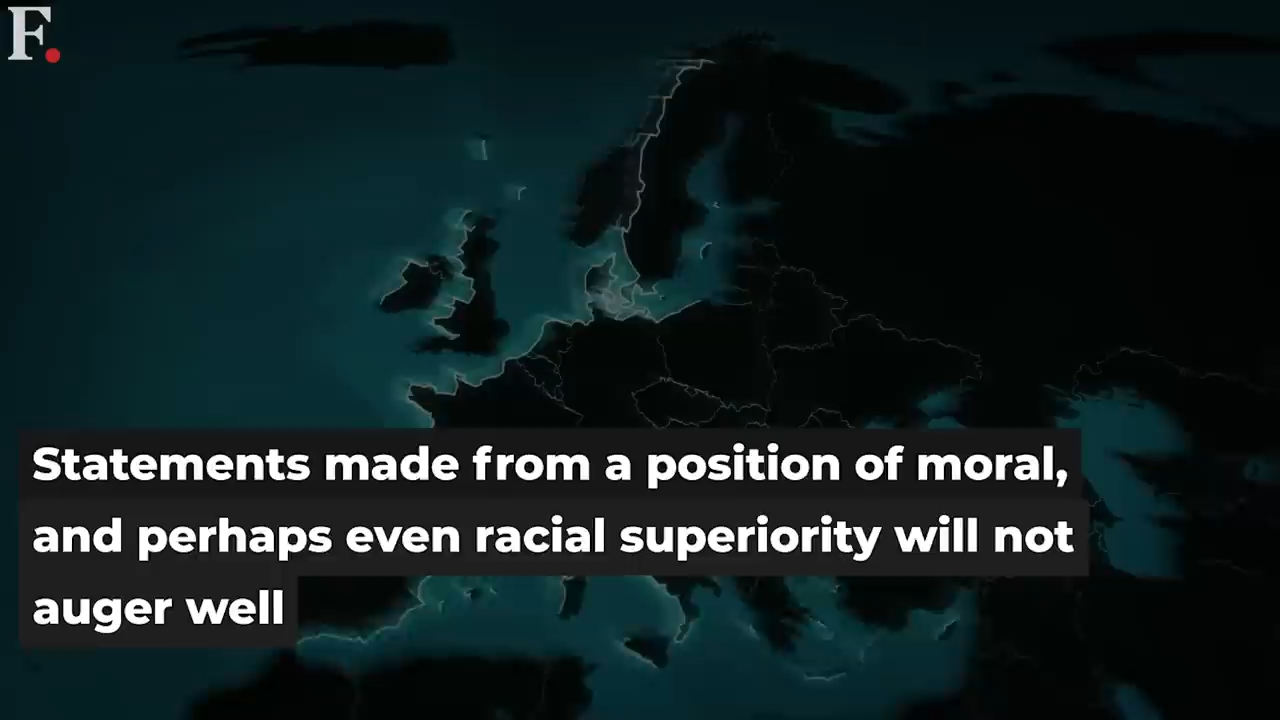 F.
Statements made from a position of moral,
and perhaps even racial superiority will not
auger well